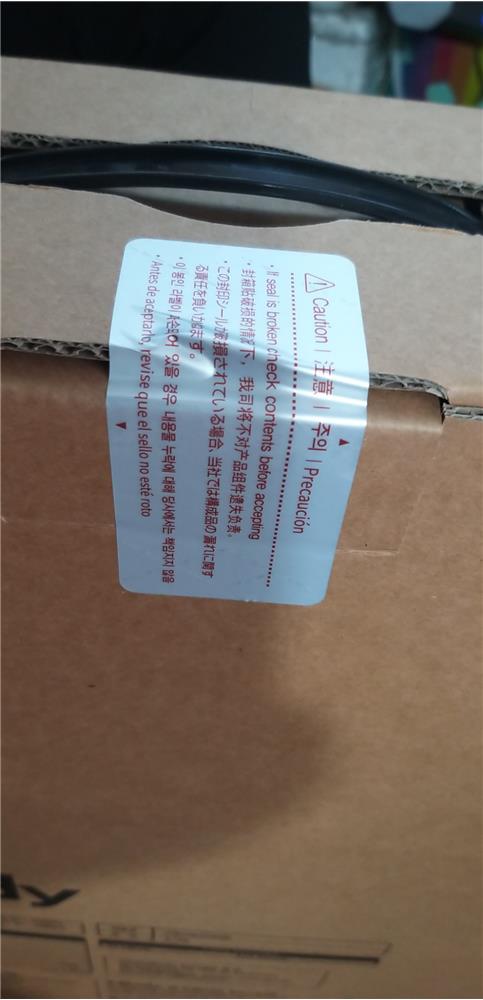 Caution | 注意 | 주의 | Precaución
· If seal is broken check contents before accepting
· 封箱贴破损的情况下，我司将不对产品组件遗失负责。
· この封印シールが破損されている場合、当社では構成品の漏れに関す
る責任を負いかねます。
· 이 봉인 라벨이 손되어 있을 경우 내용물 누락에 대해 당사에서는 책임지지 않음
· Antes de aceptarlo, revise que el sello no esté roto